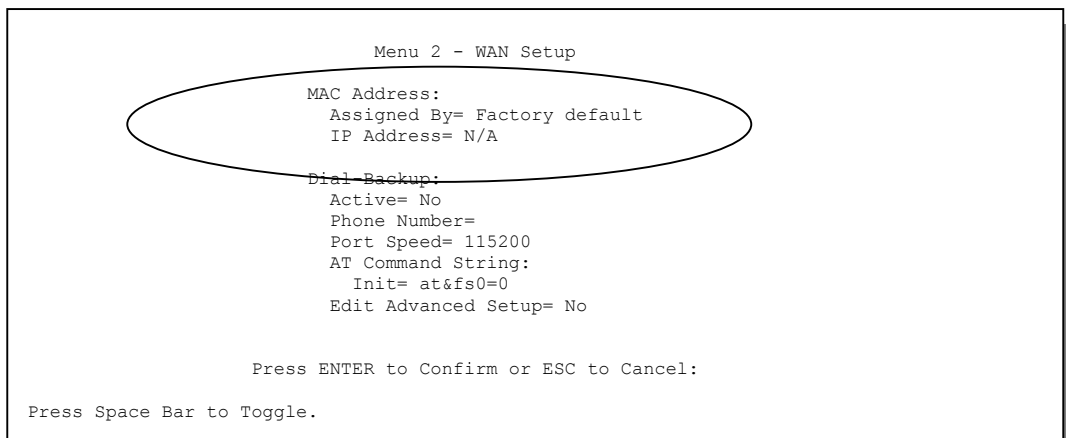 Menu 2 - WAN Setup
MAC Address:
Assigned By= Factory default
IP Address= N/A
Dial-Backup:
Active= No
Phone Number=
Port Speed= 115200
AT Command String:
Init= at&fs0=0
Edit Advanced Setup= No
Press ENTER to Confirm or ESC to Cancel:
Press Space Bar to Toggle.